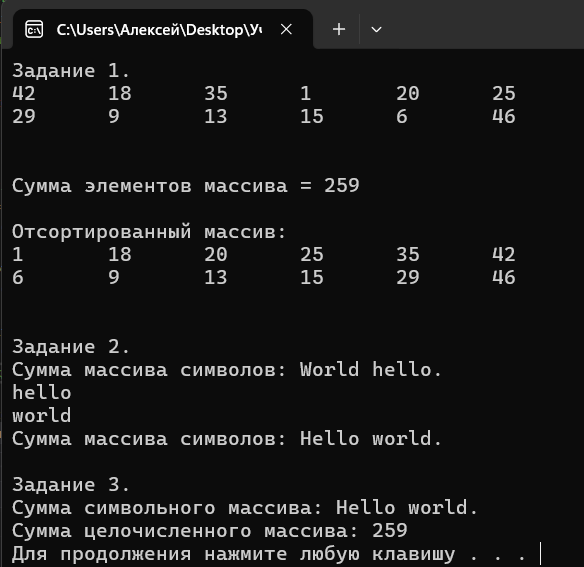 C:\Users\Алексей\Desktop\Уч
Задание 1.
42 18 35 1 20 25
29 9 13 15 6 46
Сумма элементов массива = 259
Отсортированный массив:
1 18 20 25 35 42
6 9 13 15 29 46
Задание 2.
Сумма массива символов: World hello.
hello
world
Сумма массива символов: Hello world.
Задание 3.
Сумма символьного массива: Hello world.
Сумма целочисленного массива: 259
Для продолжения нажмите любую клавишу . . .